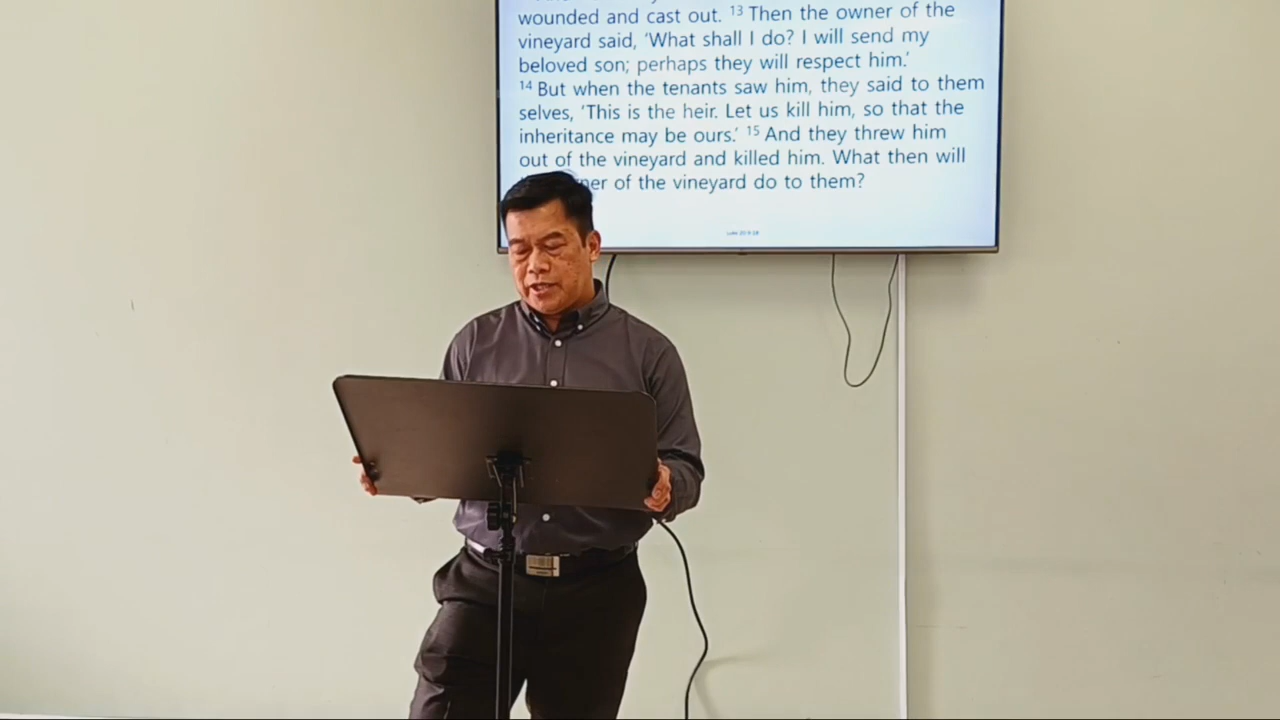 wounded and cast out. 13 Then the owner of the
vineyard said, ‘What shall I do? I will send my
beloved son; perhaps they will respect him.’
14 But when the tenants saw him, they said to them
selves, ‘This is the heir. Let us kill him, so that the
inheritance may be ours.’ 15 And they threw him
out of the vineyard and killed him. What then will
of the vineyard do to them?